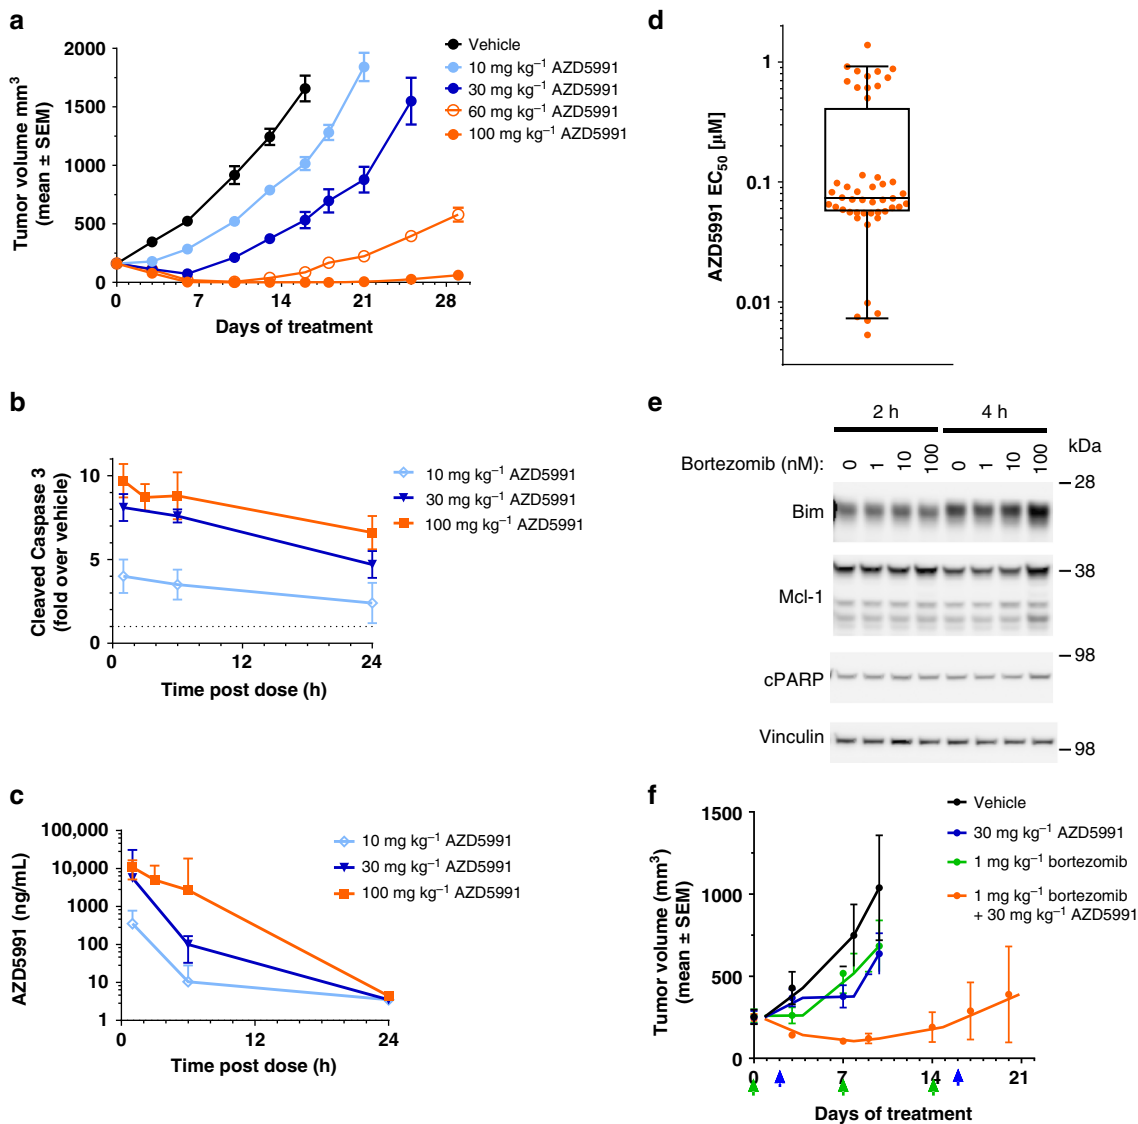 a
Tumor volume mm³
(mean ± SEM)
2000
1500
1000
500
0
0 7 14 21 28
Days of treatment
Vehicle
10 mg kg⁻¹ AZD5991
30 mg kg⁻¹ AZD5991
60 mg kg⁻¹ AZD5991
100 mg kg⁻¹ AZD5991
b
Cleaved Caspase 3
(fold over vehicle)
10
5
0
0 12 24
Time post dose (h)
10 mg kg⁻¹ AZD5991
30 mg kg⁻¹ AZD5991
100 mg kg⁻¹ AZD5991
c
AZD5991 (ng/mL)
100,000
10,000
1000
100
10
1
0 12 24
Time post dose (h)
10 mg kg⁻¹ AZD5991
30 mg kg⁻¹ AZD5991
100 mg kg⁻¹ AZD5991
d
AZD5991 EC₅₀ [µM]
1
0.1
0.01
e
2 h 4 h
kDa
Bortezomib (nM): 0 1 10 100 0 1 10 100
28
Bim
38
Mcl-1
98
cPARP
Vinculin
98
f
Tumor volume (mm³)
(mean ± SEM)
1500
1000
500
0
0 7 14 21
Days of treatment
Vehicle
30 mg kg⁻¹ AZD5991
1 mg kg⁻¹ bortezomib
1 mg kg⁻¹ bortezomib
+ 30 mg kg⁻¹ AZD5991